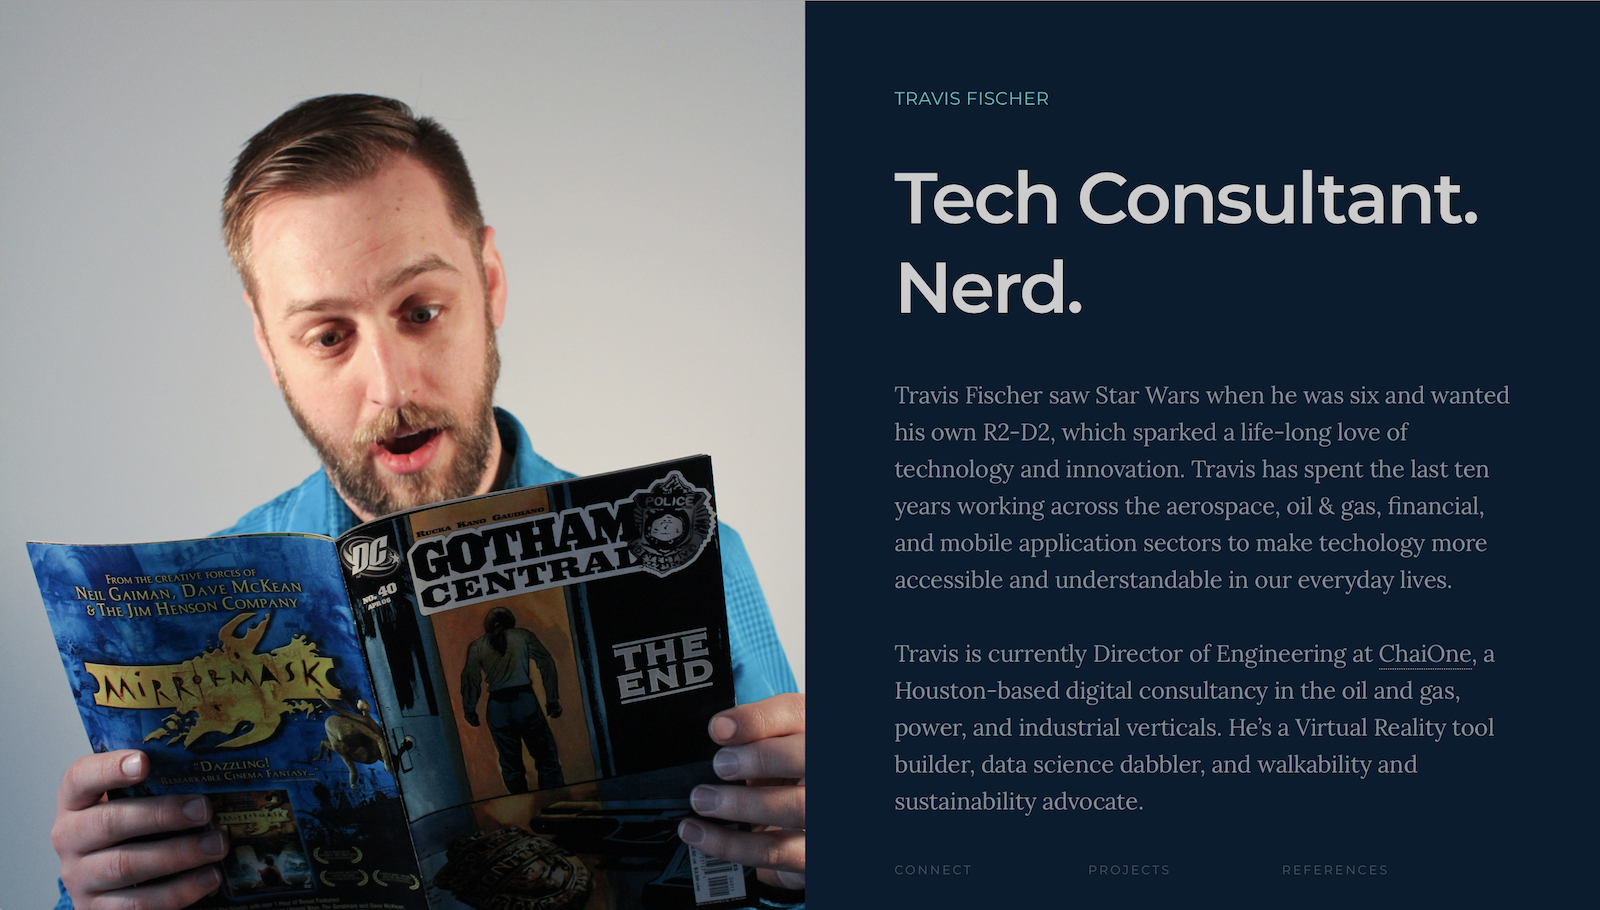 TRAVIS FISCHER
Tech Consultant.
Nerd.
Travis Fischer saw Star Wars when he was six and wanted
his own R2-D2, which sparked a life-long love of
technology and innovation. Travis has spent the last ten
years working across the aerospace, oil & gas, financial,
and mobile application sectors to make techology more
accessible and understandable in our everyday lives.
Travis is currently Director of Engineering at ChaiOne, a
Houston-based digital consultancy in the oil and gas,
power, and industrial verticals. He’s a Virtual Reality tool
builder, data science dabbler, and walkability and
sustainability advocate.
CONNECT
PROJECTS
REFERENCES
FROM THE CREATIVE FORCES OF
NEIL GAIMAN, DAVE MCKEAN
& THE JIM HENSON COMPANY
MIRRORMASK
"DAZZLING!
REMARKABLE CINEMA FANTASY..."
MIRRORMASK
DC
NO. 40
APR 06
RUCKA KANO GAUDIANO
GOTHAM
CENTRAL
POLICE
THE
END